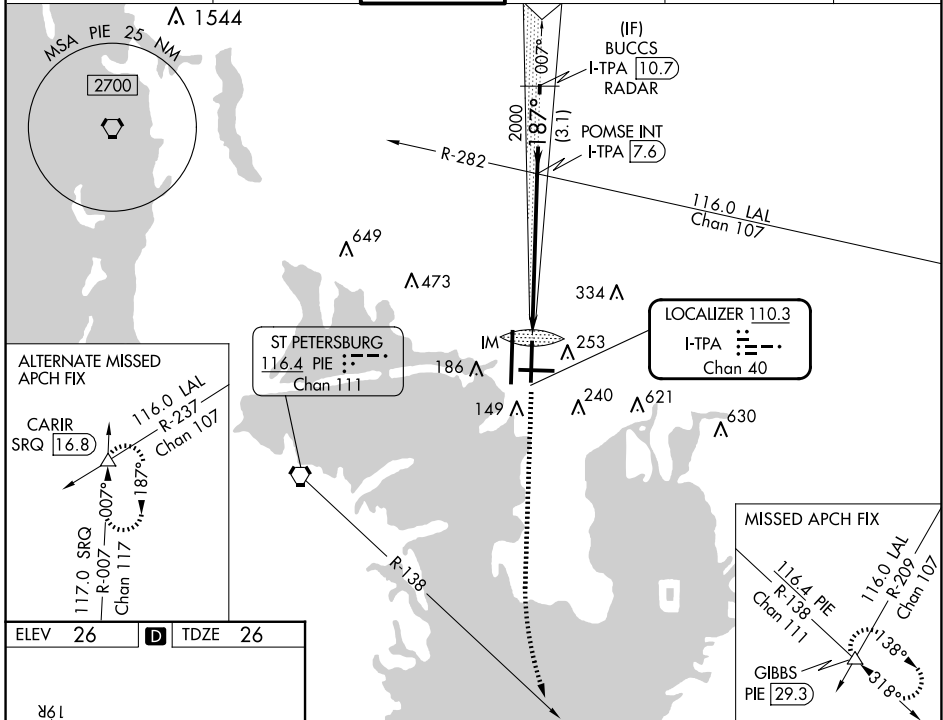 1544
MSA PIE 25 NM
2700
(IF)
BUCCS
I-TPA 10.7
RADAR
007°
2000
187°
(3.1)
POMSE INT
I-TPA 7.6
R-282
116.0 LAL
Chan 107
649
473
334
LOCALIZER 110.3
I-TPA
Chan 40
ST PETERSBURG
116.4 PIE
Chan 111
IM
253
186
149
240
621
630
R-138
ALTERNATE MISSED
APCH FIX
CARIR
SRQ 16.8
116.0 LAL
R-237
Chan 107
007°
187°
117.0 SRQ
R-007
Chan 117
MISSED APCH FIX
116.4 PIE
R-138
Chan 111
116.0 LAL
R-209
Chan 107
GIBBS
PIE 29.3
138°
318°
ELEV 26 D TDZE 26
19R